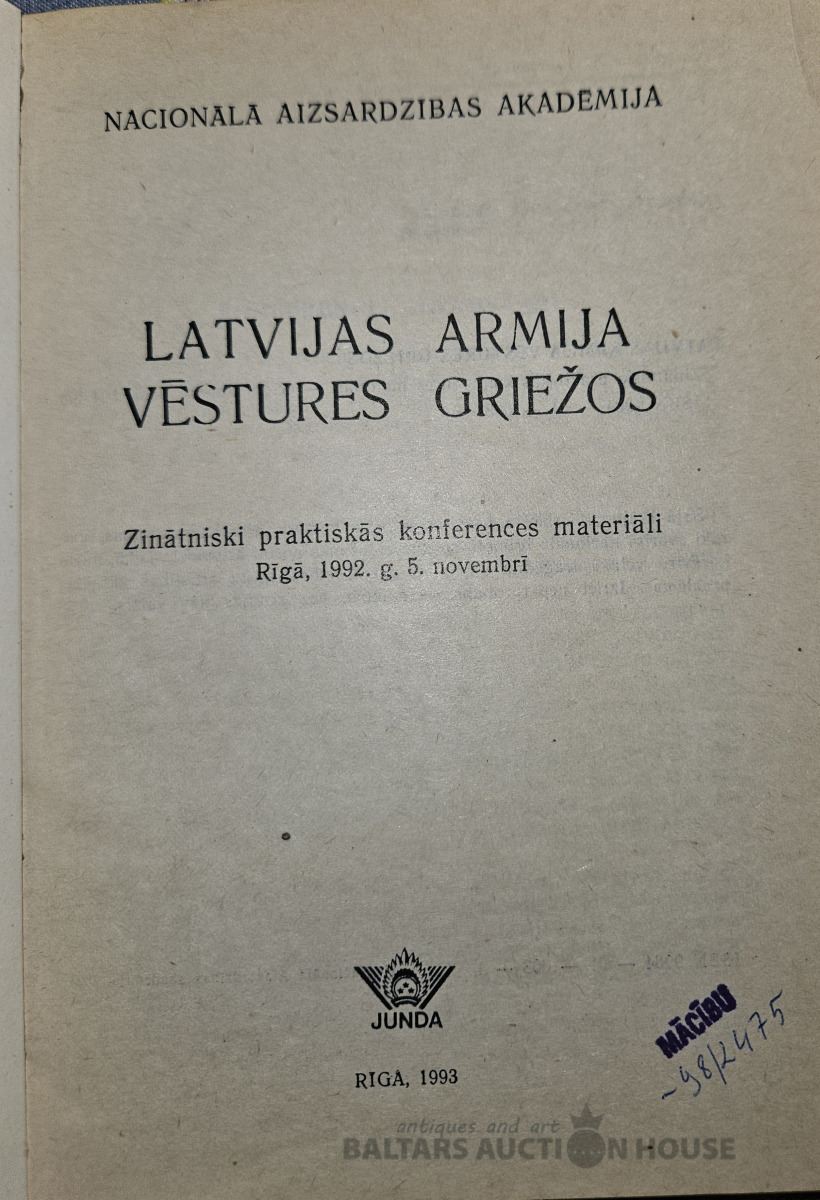 NACIONĀLĀ AIZSARDZIBAS AKADEMIJA
LATVIJAS ARMIJA
VĒSTURES GRIEŽOS
Zinātniski praktiskās konferences materiāli
Rīgā, 1992. g. 5. novembrī
JUNDA
RĪGĀ, 1993
MĀCĪBU
-98/2475
antiques and art
BALTARS AUCTION HOUSE